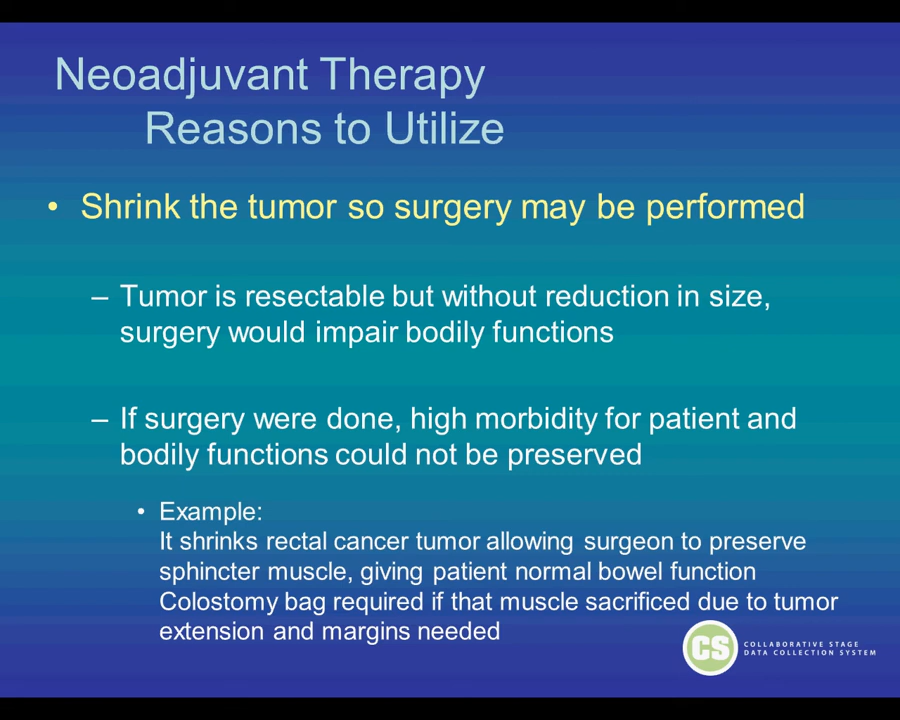 Neoadjuvant Therapy
Reasons to Utilize
• Shrink the tumor so surgery may be performed
– Tumor is resectable but without reduction in size,
surgery would impair bodily functions
– If surgery were done, high morbidity for patient and
bodily functions could not be preserved
• Example:
It shrinks rectal cancer tumor allowing surgeon to preserve
sphincter muscle, giving patient normal bowel function
Colostomy bag required if that muscle sacrificed due to tumor
extension and margins needed
CS
COLLABORATIVE STAGE
DATA COLLECTION SYSTEM